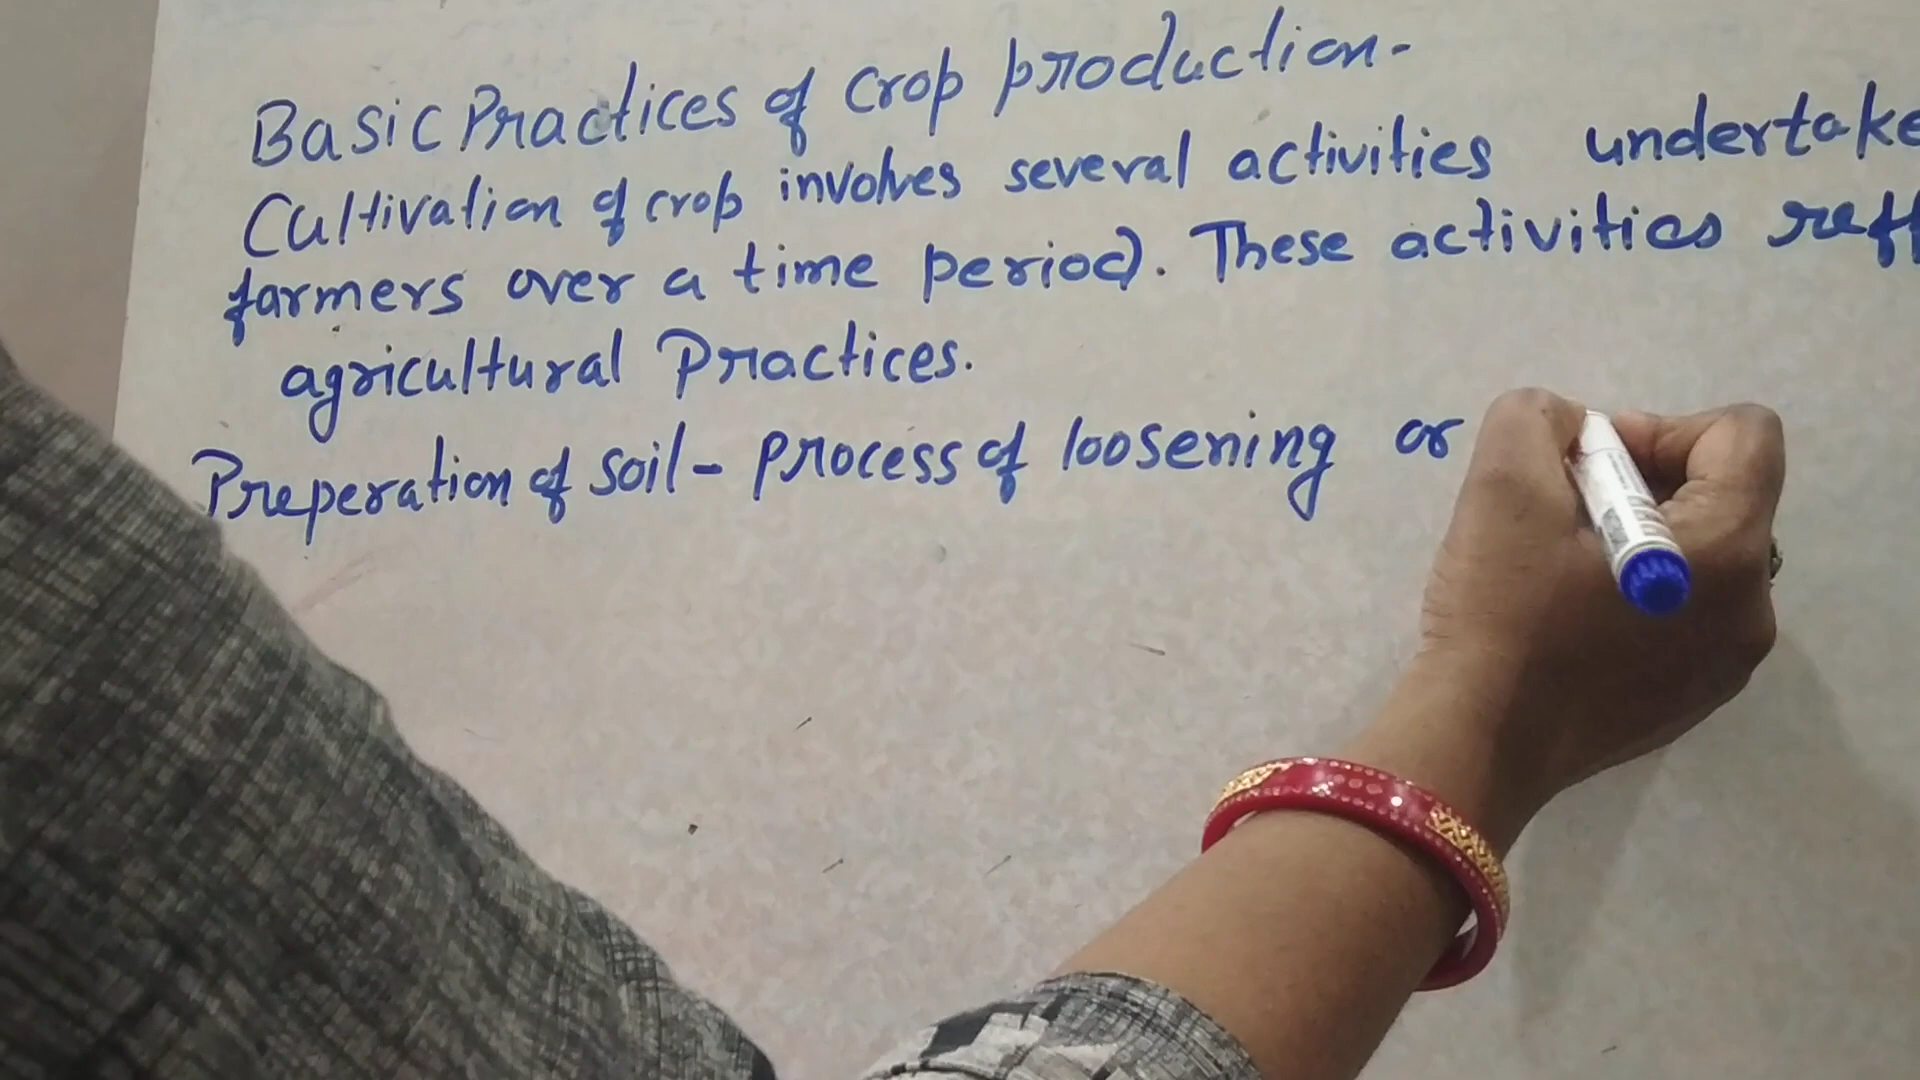 Basic Practices of crop production-
Cultivation of crop involves several activities undertake
farmers over a time period. These activities reff
agricultural Practices.
Preperation of soil- process of loosening or